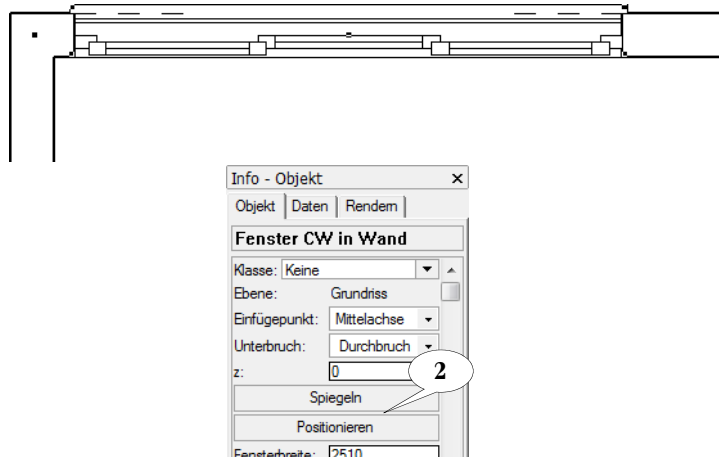 Info - Objekt
Objekt Daten Rendern
Fenster CW in Wand
Klasse: Keine
Ebene: Grundriss
Einfügepunkt: Mittelachse
Unterbruch: Durchbruch
z: 0
2
Spiegeln
Positionieren
Fensterbreite: 2510